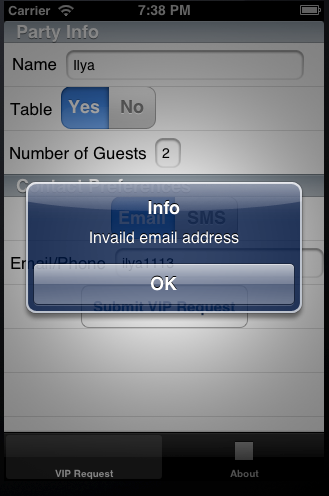 Carrier 7:38 PM
Party Info
Name Ilya
Table Yes No
Number of Guests 2
Contact Preferences
Email SMS
Info
Invaild email address
Email/Phone ilya1113
OK
Submit VIP Request
VIP Request About